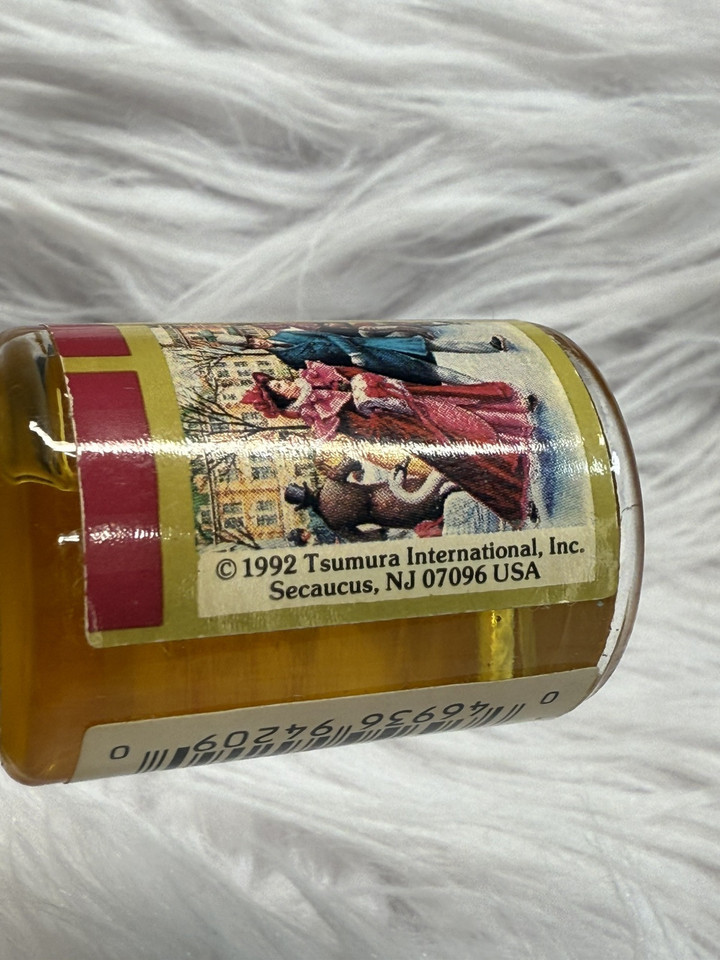 © 1992 Tsumura International, Inc.
Secaucus, NJ 07096 USA
0 46936 94209 0